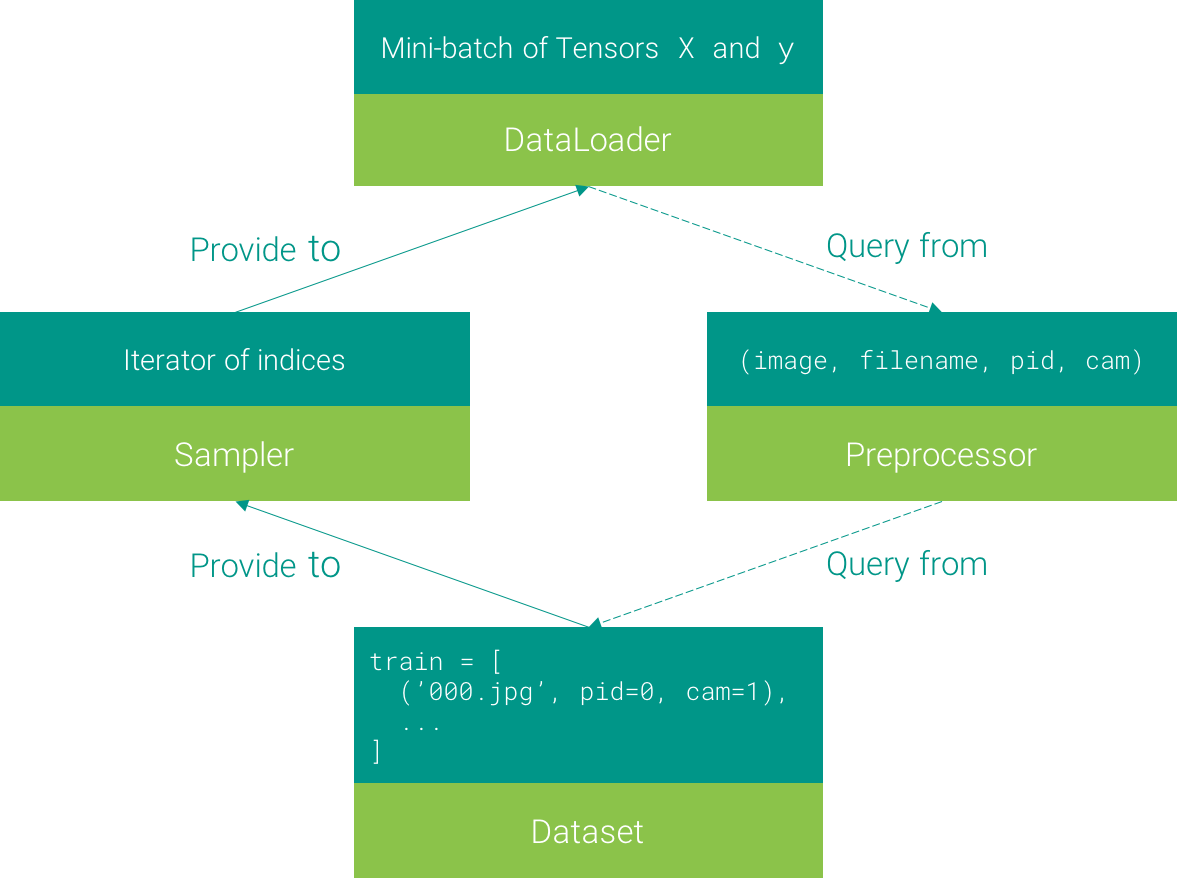 Mini-batch of Tensors X and y
DataLoader
Provide to
Query from
Iterator of indices
(image, filename, pid, cam)
Sampler
Preprocessor
Provide to
Query from
train = [
  (’000.jpg’, pid=0, cam=1),
  ...
]
Dataset